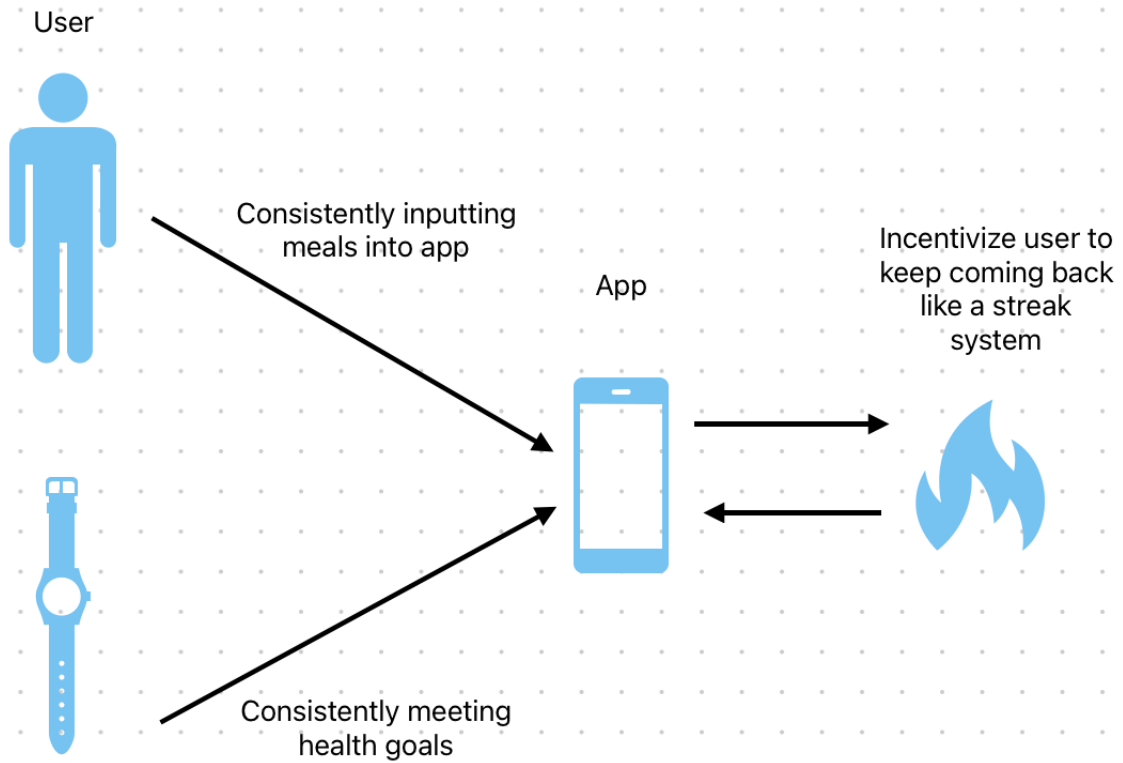 User
Consistently inputting
meals into app
App
Incentivize user to
keep coming back
like a streak
system
Consistently meeting
health goals